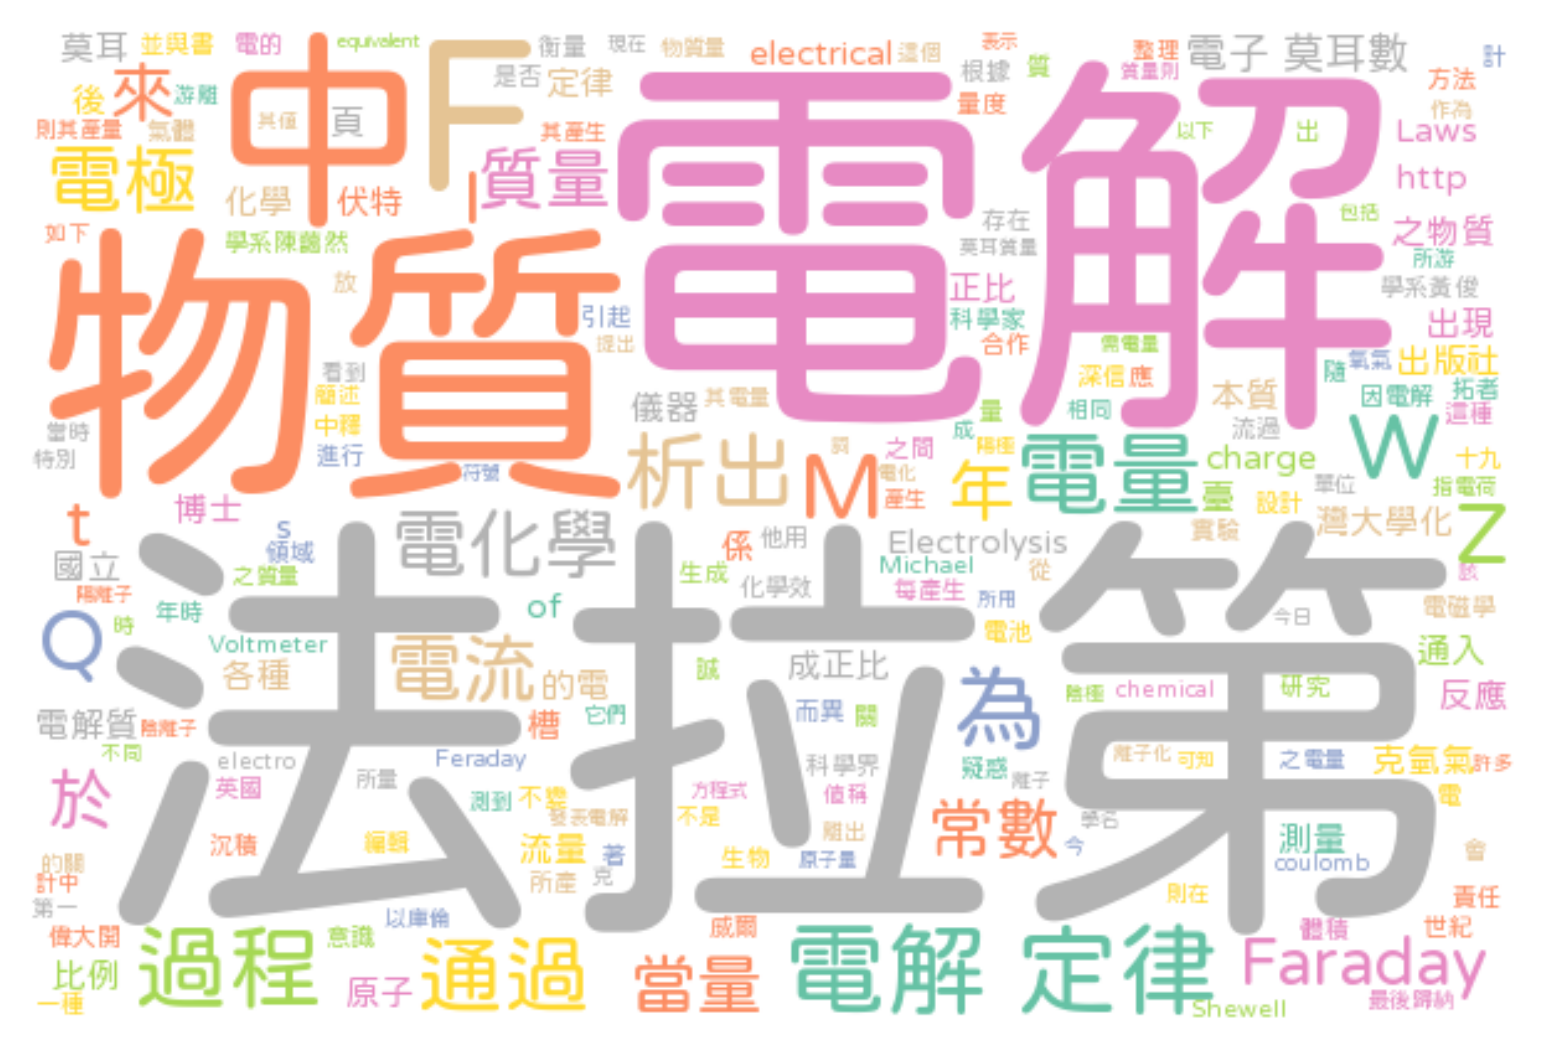 莫耳 並與書 電的 equivalent 衡量 現在 物質量 electrical 這個 表示 整理 電子 莫耳數 計
後 來 游離 中 F 是否 定律 根據 質 質量則 方法
則其產量 氣體 其值 頁 其產生 量度 作為
電極 化學 伏特 I 質量 電解 以下 出 Laws
http
如下 學系陳藹然 存在 莫耳質量 包括 之物質
物質 放 引起 正比 所游
學系黃俊
提出 科學家 合作 需電量 出現
看到 簡述 深信 應 隨 氧氣 出版社
儀器 其電量 量 相同 本質 因電解 拓者
當時 中釋 成 流過 這種
特別 進行 符號 析出 之間 陽極 電量 charge W 十九
M 電化 產生 年 臺 設計 單位 指電荷
t 博士 s 電化學 係 他用 Electrolysis 實驗 灣大學化 Z
國立 領域 Michael 從 該
陽離子 之質量 生成 化學效 每產生 所用 電磁學
年時 of 今日
Q 時 Voltmeter 法拉第 電池 通入
各種 電流 的電 誠 成正比 為 陰極 chemical 研究 反應
電解質 陰離子 槽 它們 而異 關
不同 electro Feraday 科學界 疑惑 離子化 可知 之電量 克氫氣 許多
於 英國 所量 測到 不變 方程式 值稱 離子 電
發表電解 不是 常數 學名
沉積 編輯 流量 著 生物 離出 原子量 今 測量 會
的關 所產 克 coulomb
計中 則在 責任
第一 以庫倫 威爾 體積 世紀
偉大開 過程 意識 通過 當量 電解 定律 Faraday
比例 原子
一種 Shewell 最後歸納